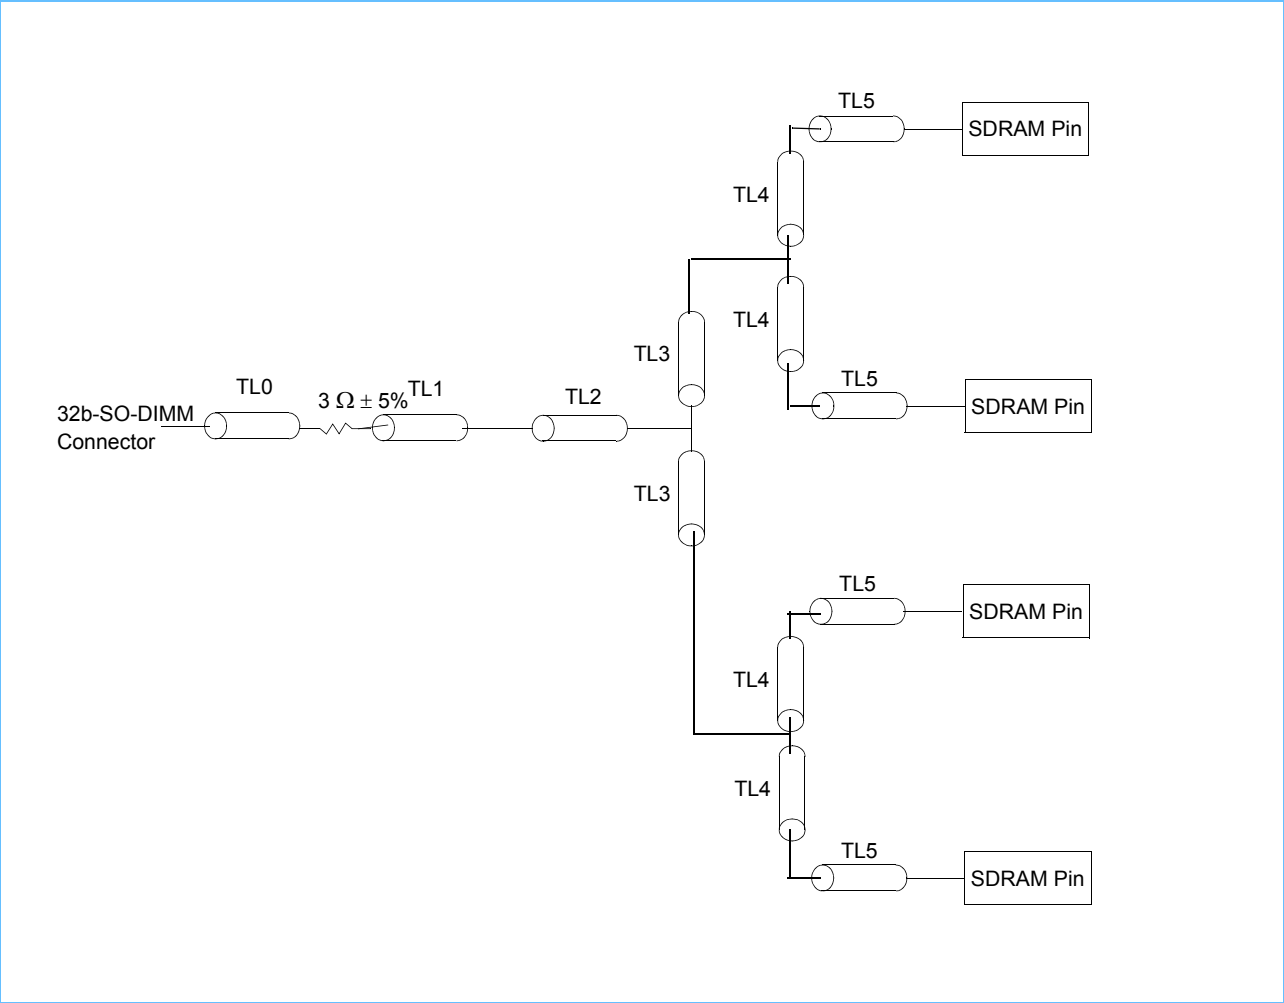 TL5
SDRAM Pin
TL4
TL4
TL3
TL5
SDRAM Pin
TL0
3 Ω ± 5%
TL1
TL2
32b-SO-DIMM
Connector
TL3
TL5
SDRAM Pin
TL4
TL4
TL5
SDRAM Pin